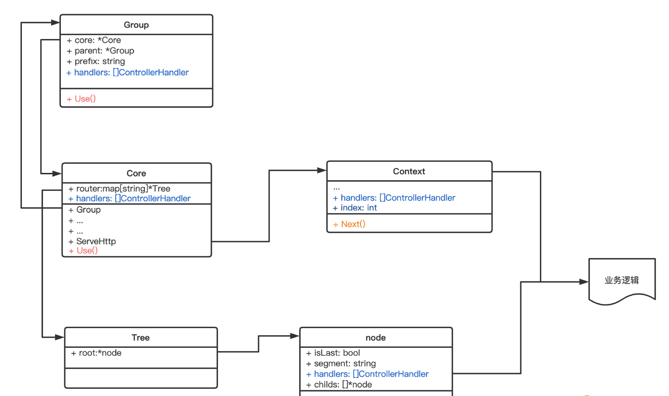 Group
+ core: *Core
+ parent: *Group
+ prefix: string
+ handlers: []ControllerHandler
+ Use()
Core
+ router:map[string]*Tree
+ handlers: []ControllerHandler
+ Group
+ ...
+ ...
+ ServeHttp
+ Use()
Context
...
+ handlers: []ControllerHandler
+ index: int
+ Next()
业务逻辑
Tree
+ root:*node
node
+ isLast: bool
+ segment: string
+ handlers: []ControllerHandler
+ childs: []*node